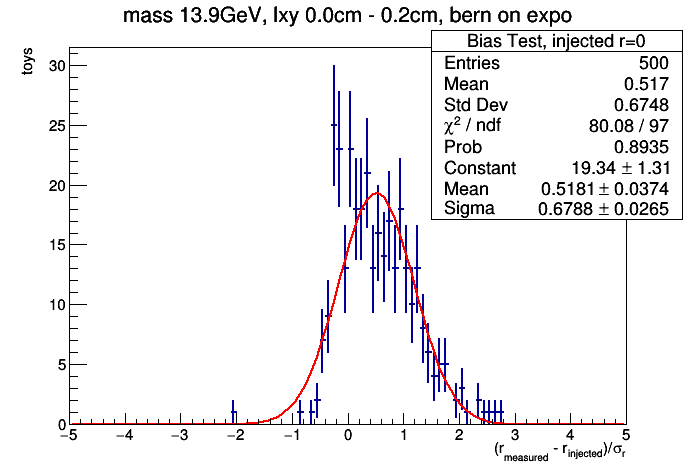 mass 13.9GeV, lxy 0.0cm - 0.2cm, bern on expo
Bias Test, injected r=0
Entries 500
Mean 0.517
Std Dev 0.6748
χ² / ndf 80.08 / 97
Prob 0.8935
Constant 19.34 ± 1.31
Mean 0.5181 ± 0.0374
Sigma 0.6788 ± 0.0265
toys
30
25
20
15
10
5
0
−5 −4 −3 −2 −1 0 1 2 3 4 5
(r_measured - r_injected)/σ_r